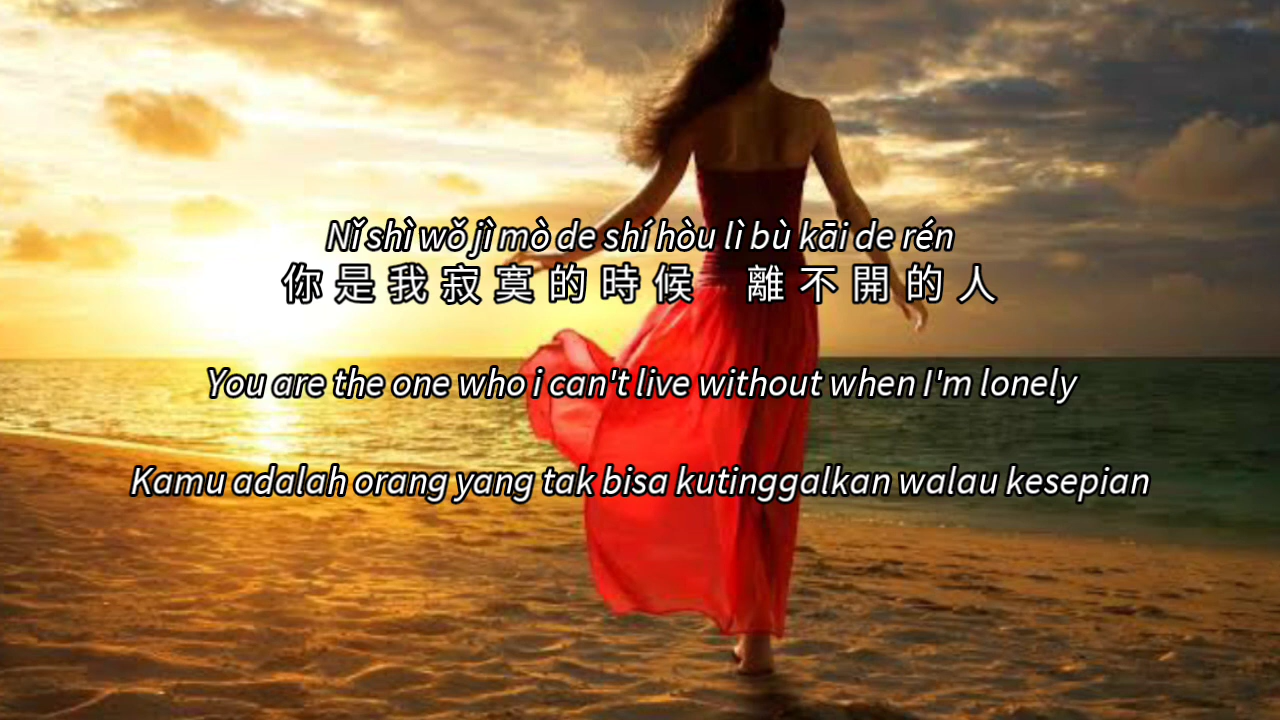 Nǐ shì wǒ jì mò de shí hòu lì bù kāi de rén
你是我寂寞的時候 離不開的人
You are the one who i can't live without when I'm lonely
Kamu adalah orang yang tak bisa kutinggalkan walau kesepian